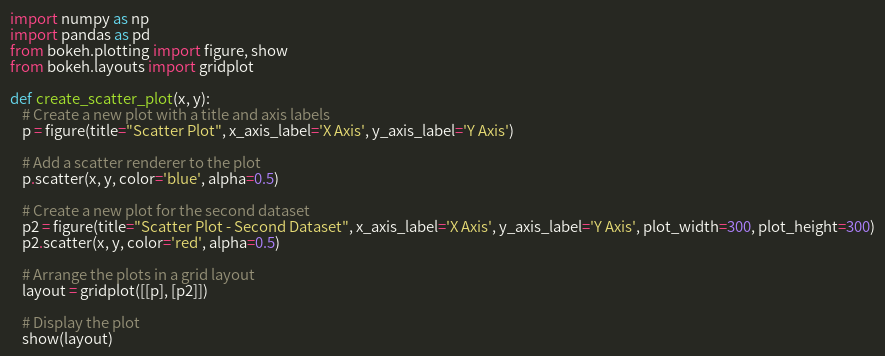 import numpy as np
import pandas as pd
from bokeh.plotting import figure, show
from bokeh.layouts import gridplot

def create_scatter_plot(x, y):
    # Create a new plot with a title and axis labels
    p = figure(title="Scatter Plot", x_axis_label='X Axis', y_axis_label='Y Axis')

    # Add a scatter renderer to the plot
    p.scatter(x, y, color='blue', alpha=0.5)

    # Create a new plot for the second dataset
    p2 = figure(title="Scatter Plot - Second Dataset", x_axis_label='X Axis', y_axis_label='Y Axis', plot_width=300, plot_height=300)
    p2.scatter(x, y, color='red', alpha=0.5)

    # Arrange the plots in a grid layout
    layout = gridplot([[p], [p2]])

    # Display the plot
    show(layout)